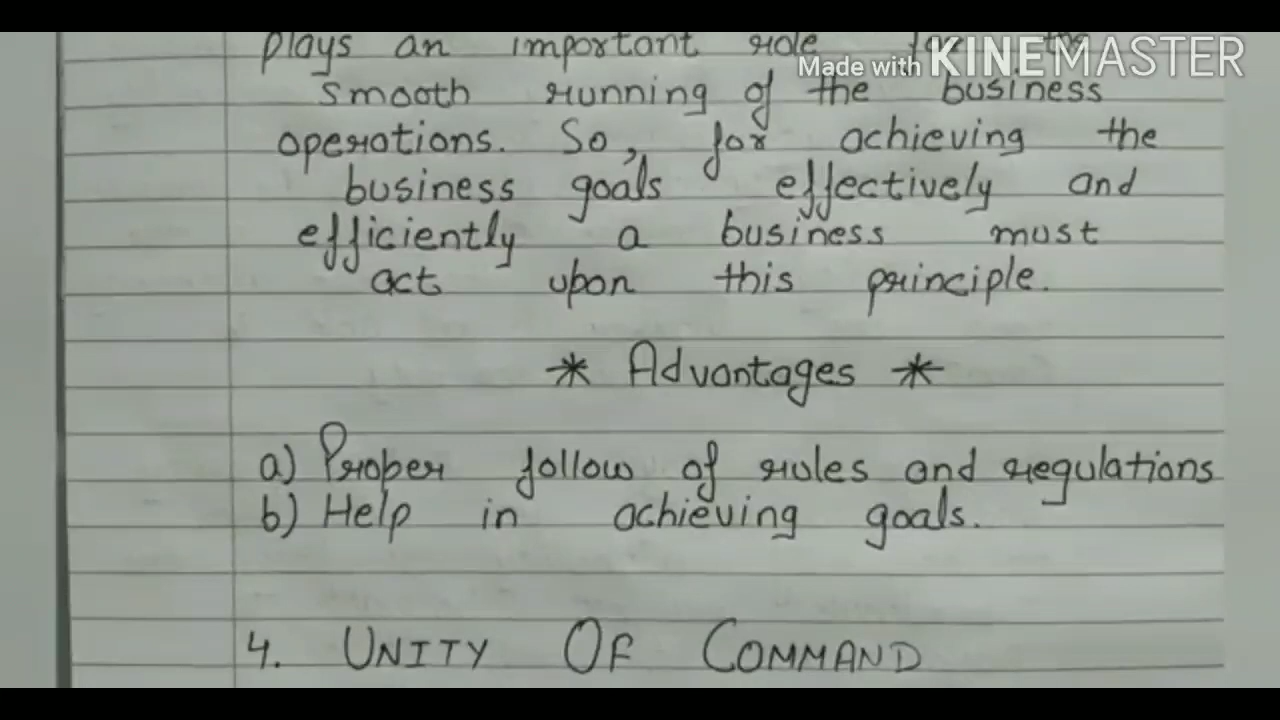 plays an important role for the
Made with KINEMASTER
smooth running of the business
operations. So, for achieving the
business goals effectively and
efficiently a business must
act upon this principle.
* Advantages *
a) Proper follow of rules and regulations
b) Help in achieving goals.
4. UNITY OF COMMAND